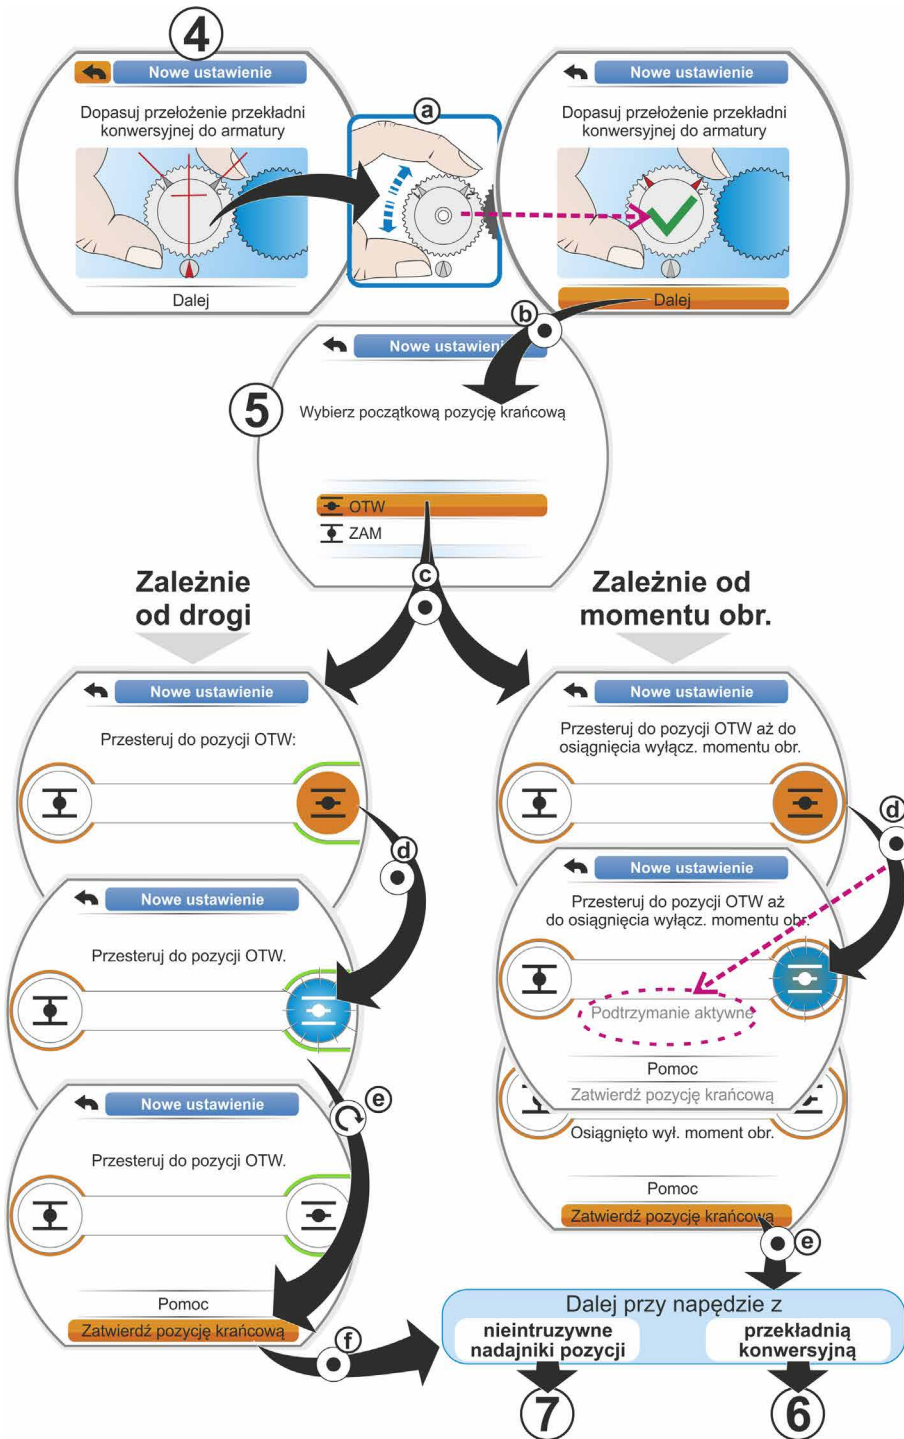 4
Nowe ustawienie
Dopasuj przełożenie przekładni
konwersyjnej do armatury
Dalej
a
Nowe ustawienie
Dopasuj przełożenie przekładni
konwersyjnej do armatury
Dalej
b
5
Nowe ustawieni
Wybierz początkową pozycję krańcową
OTW
ZAM
c
Zależnie
od drogi
Nowe ustawienie
Przesteruj do pozycji OTW:
d
Nowe ustawienie
Przesteruj do pozycji OTW.
e
Nowe ustawienie
Przesteruj do pozycji OTW.
Pomoc
Zatwierdź pozycję krańcową
f
Zależnie od
momentu obr.
Nowe ustawienie
Przesteruj do pozycji OTW aż do
osiągnięcia wyłącz. momentu obr.
d
Nowe ustawienie
Przesteruj do pozycji OTW aż
do osiągnięcia wyłącz. momentu obr.
Podtrzymanie aktywne
Pomoc
Zatwierdź pozycję krańcową
Osiągnięto wył. moment obr.
Pomoc
Zatwierdź pozycję krańcową
e
Dalej przy napędzie z
nieintruzywne
nadajniki pozycji
przekładnią
konwersyjną
7
6